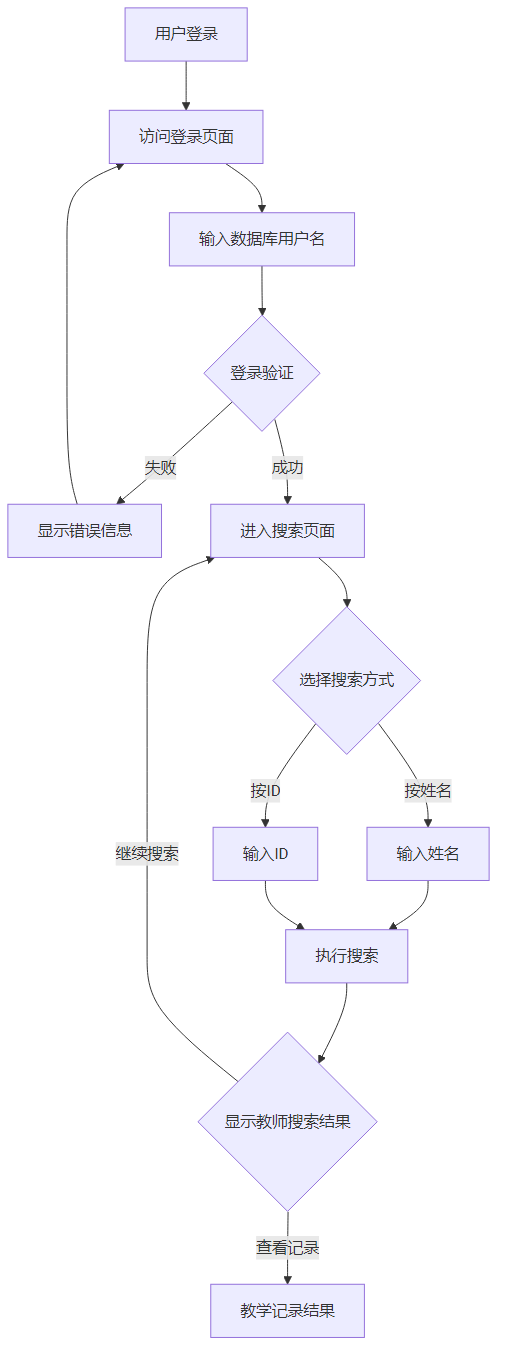 用户登录
访问登录页面
输入数据库用户名
登录验证
失败
成功
显示错误信息
进入搜索页面
选择搜索方式
按ID
按姓名
继续搜索
输入ID
输入姓名
执行搜索
显示教师搜索结果
查看记录
教学记录结果